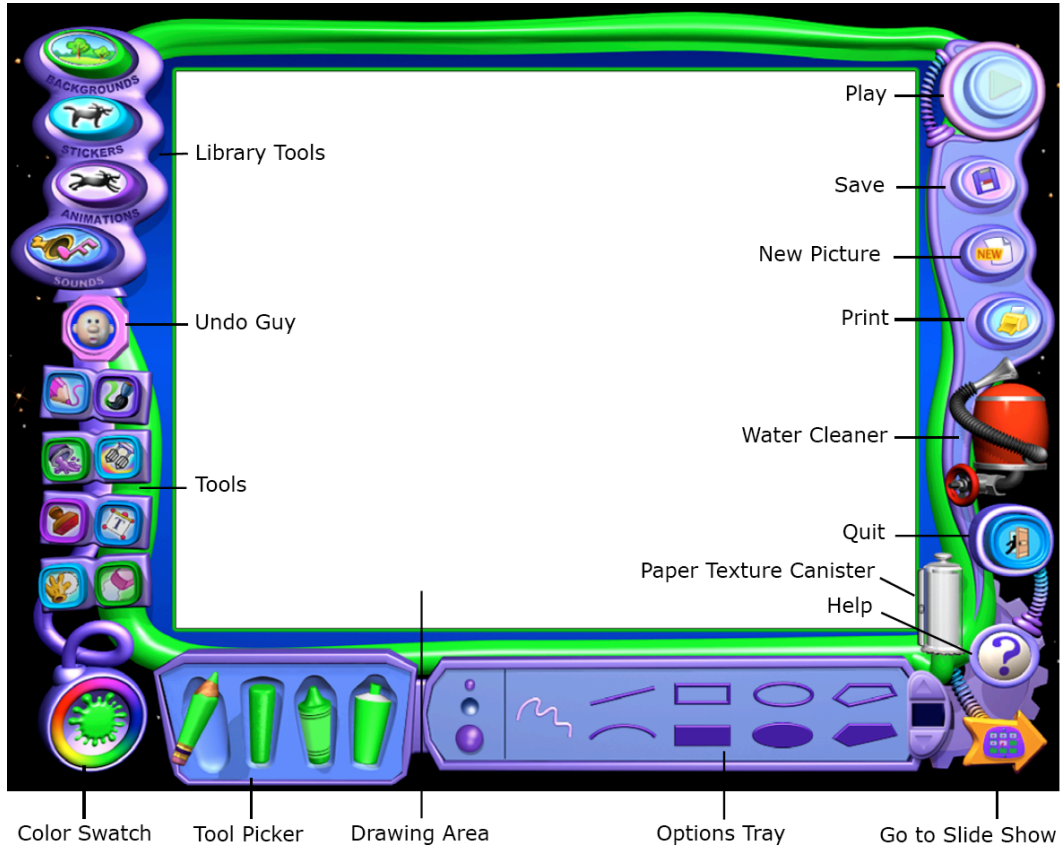 BACKGROUNDS
Play
STICKERS
Library Tools
Save
ANIMATIONS
New Picture
NEW
SOUNDS
Print
Undo Guy
Water Cleaner
Tools
T
Quit
Paper Texture Canister
Help
?
Color Swatch
Tool Picker
Drawing Area
Options Tray
Go to Slide Show